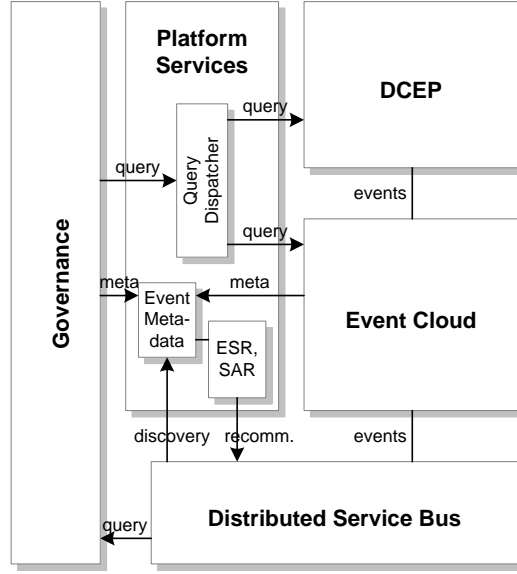 Platform
Services
DCEP
query
query
Query
Dispatcher
events
query
Governance
meta
meta
Event
Meta-
data
Event Cloud
ESR,
SAR
discovery
recomm.
events
Distributed Service Bus
query